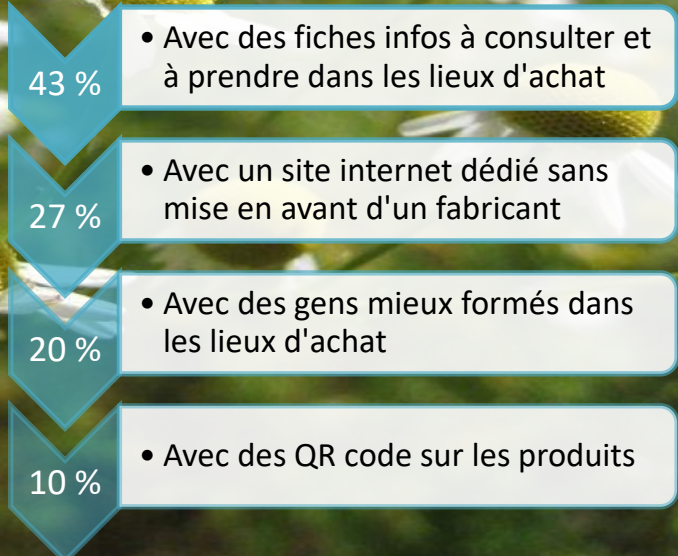 43 %
• Avec des fiches infos à consulter et
à prendre dans les lieux d'achat
27 %
• Avec un site internet dédié sans
mise en avant d'un fabricant
20 %
• Avec des gens mieux formés dans
les lieux d'achat
10 %
• Avec des QR code sur les produits